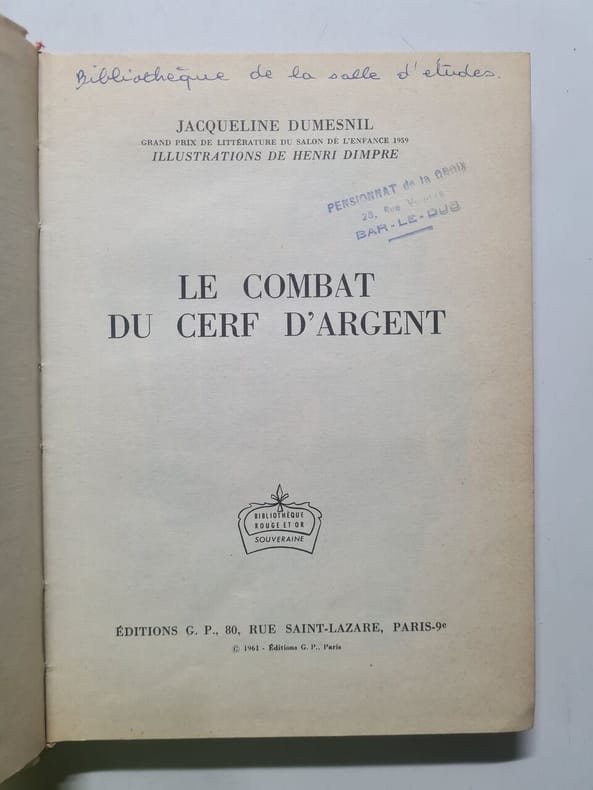 Bibliothèque de la salle d'études.
JACQUELINE DUMESNIL
GRAND PRIX DE LITTÉRATURE DU SALON DE L'ENFANCE 1959
ILLUSTRATIONS DE HENRI DIMPRE
PENSIONNAT de la CROIX
Rue
BAR-LE-DUC
LE COMBAT
DU CERF D'ARGENT
BIBLIOTHÈQUE
ROUGE ET OR
SOUVERAINE
ÉDITIONS G. P., 80, RUE SAINT-LAZARE, PARIS-9e
© 1961 - Éditions G. P., Paris